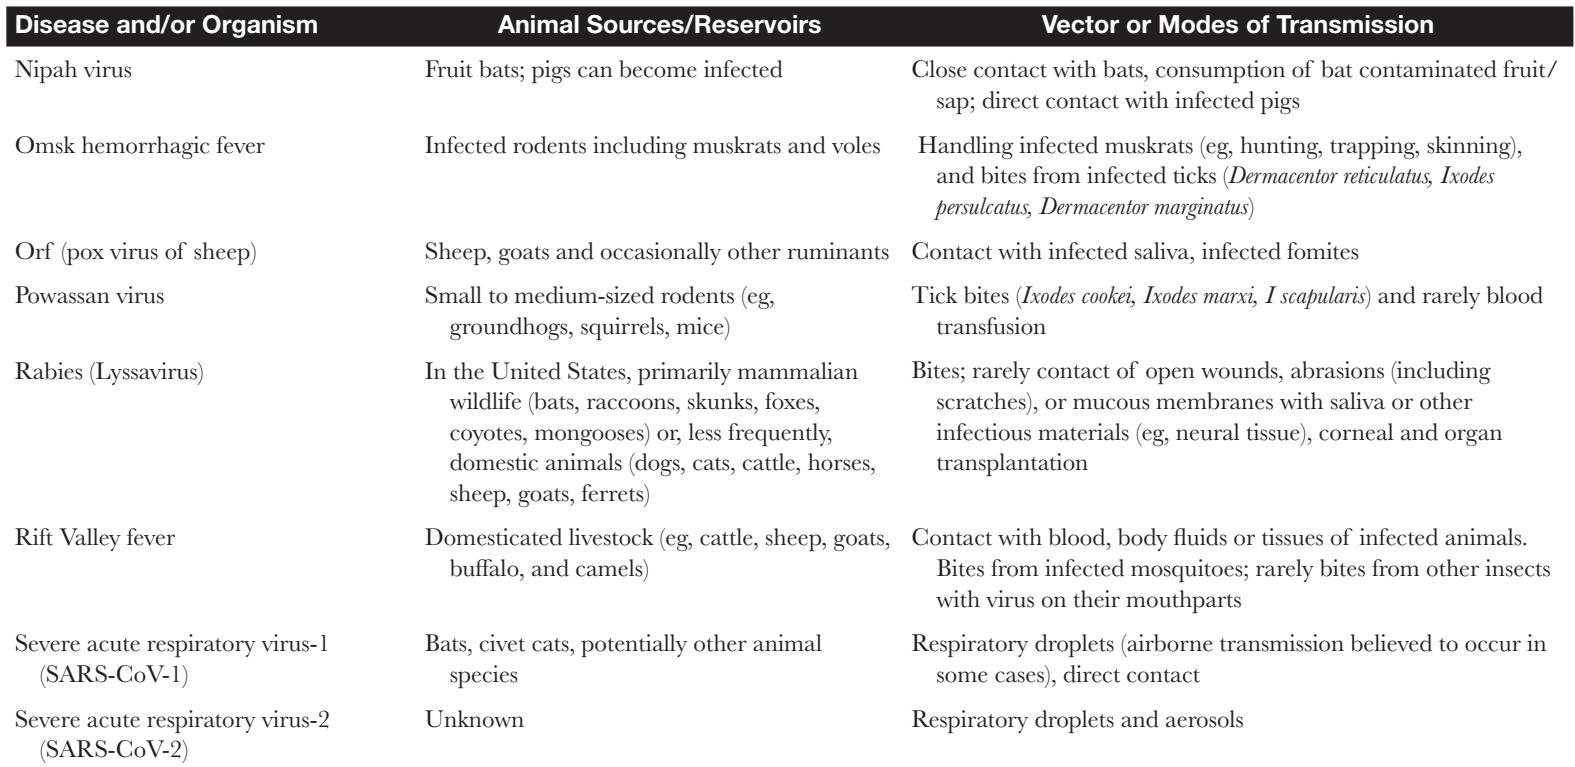 Disease and/or Organism Animal Sources/Reservoirs Vector or Modes of Transmission
Nipah virus Fruit bats; pigs can become infected Close contact with bats, consumption of bat contaminated fruit/
sap; direct contact with infected pigs
Omsk hemorrhagic fever Infected rodents including muskrats and voles Handling infected muskrats (eg, hunting, trapping, skinning),
and bites from infected ticks (Dermacentor reticulatus, Ixodes
persulcatus, Dermacentor marginatus)
Orf (pox virus of sheep) Sheep, goats and occasionally other ruminants Contact with infected saliva, infected fomites
Powassan virus Small to medium-sized rodents (eg, Tick bites (Ixodes cookei, Ixodes marxi, I scapularis) and rarely blood
groundhogs, squirrels, mice) transfusion
Rabies (Lyssavirus) In the United States, primarily mammalian Bites; rarely contact of open wounds, abrasions (including
wildlife (bats, raccoons, skunks, foxes, scratches), or mucous membranes with saliva or other
coyotes, mongooses) or, less frequently, infectious materials (eg, neural tissue), corneal and organ
domestic animals (dogs, cats, cattle, horses, transplantation
sheep, goats, ferrets)
Rift Valley fever Domesticated livestock (eg, cattle, sheep, goats, Contact with blood, body fluids or tissues of infected animals.
buffalo, and camels) Bites from infected mosquitoes; rarely bites from other insects
with virus on their mouthparts
Severe acute respiratory virus-1 Bats, civet cats, potentially other animal Respiratory droplets (airborne transmission believed to occur in
(SARS-CoV-1) species some cases), direct contact
Severe acute respiratory virus-2 Unknown Respiratory droplets and aerosols
(SARS-CoV-2)